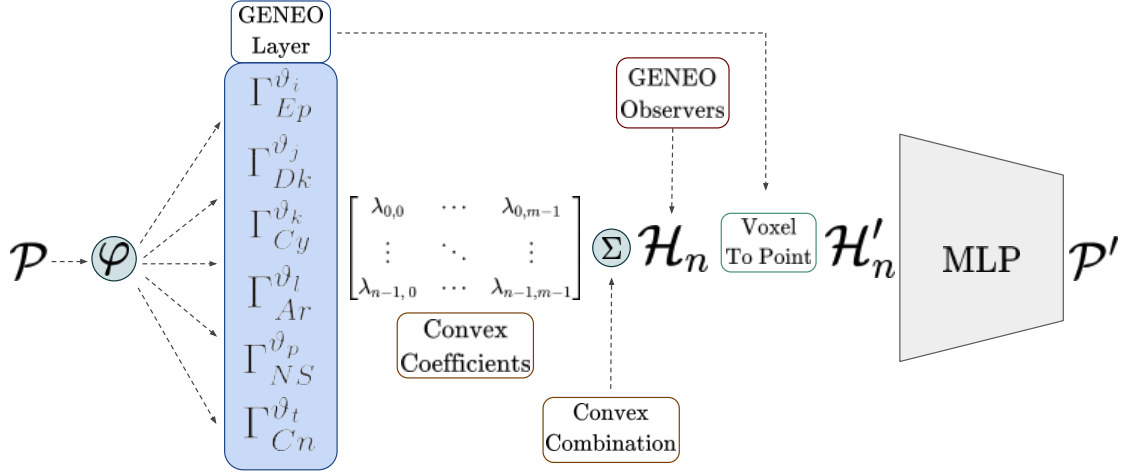 GENEO
Layer
𝒫
φ
Γ^{ϑ_i}_{Ep}
Γ^{ϑ_j}_{Dk}
Γ^{ϑ_k}_{Cy}
Γ^{ϑ_l}_{Ar}
Γ^{ϑ_p}_{NS}
Γ^{ϑ_t}_{Cn}
λ_{0,0} ⋯ λ_{0,m−1}
⋮ ⋱ ⋮
λ_{n−1,0} ⋯ λ_{n−1,m−1}
Convex
Coefficients
Σ
Convex
Combination
GENEO
Observers
ℋ_n
Voxel
To Point
ℋ′_n
MLP
𝒫′